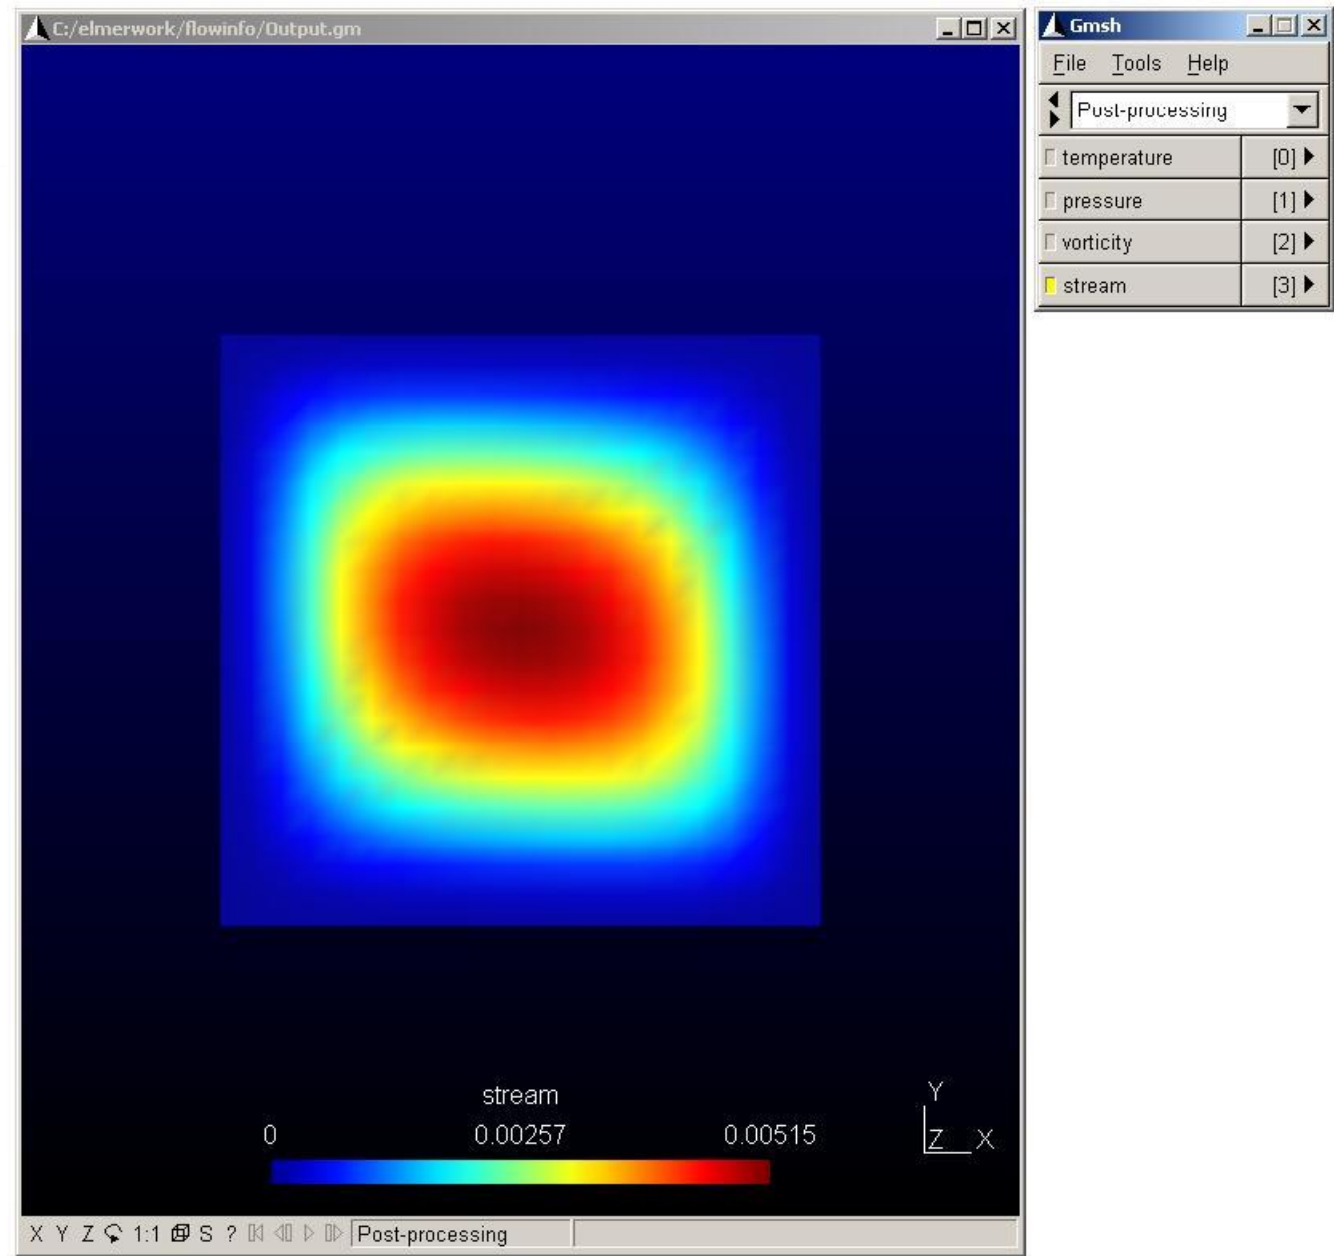 C:/elmerwork/flowinfo/Output.gm
stream
0 0.00257 0.00515
Y
Z X
X Y Z 1:1 S ? Post-processing
Gmsh
File Tools Help
Post-processing
temperature [0]
pressure [1]
vorticity [2]
stream [3]